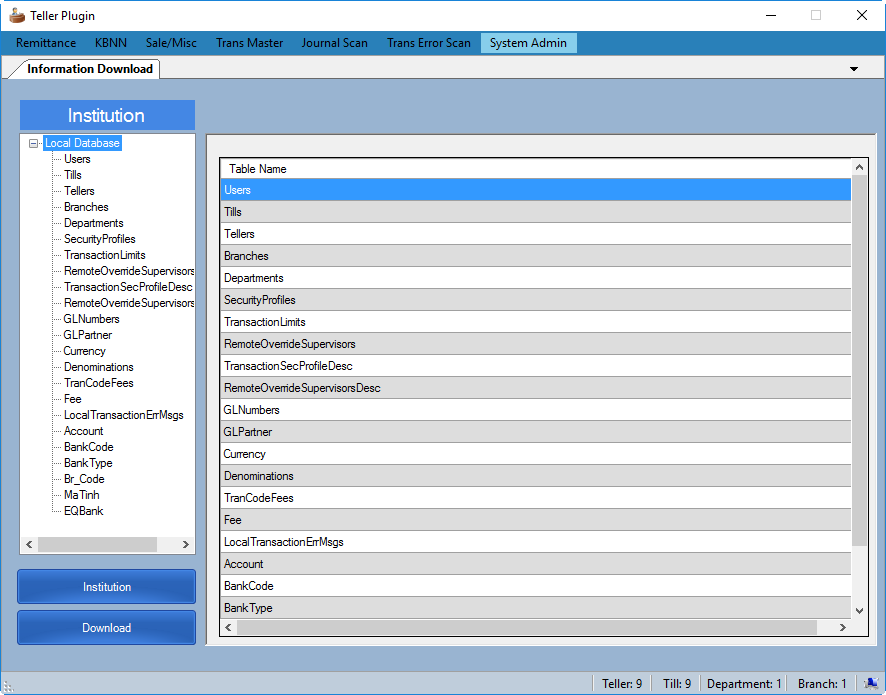 Teller Plugin
Remittance KBNN Sale/Misc Trans Master Journal Scan Trans Error Scan System Admin
Information Download
Institution
Local Database
Users
Tills
Tellers
Branches
Departments
SecurityProfiles
TransactionLimits
RemoteOverrideSupervisors
TransactionSecProfileDesc
RemoteOverrideSupervisors
GLNumbers
GLPartner
Currency
Denominations
TranCodeFees
Fee
LocalTransactionErrMsgs
Account
BankCode
BankType
Br_Code
MaTinh
EQBank
Institution
Download
Table Name
Users
Tills
Tellers
Branches
Departments
SecurityProfiles
TransactionLimits
RemoteOverrideSupervisors
TransactionSecProfileDesc
RemoteOverrideSupervisorsDesc
GLNumbers
GLPartner
Currency
Denominations
TranCodeFees
Fee
LocalTransactionErrMsgs
Account
BankCode
BankType
Teller: 9 Till: 9 Department: 1 Branch: 1